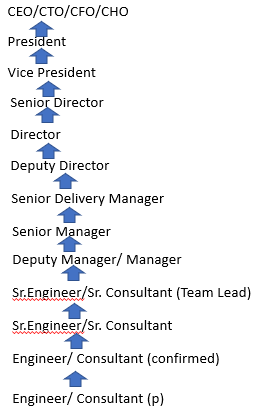 CEO/CTO/CFO/CHO
President
Vice President
Senior Director
Director
Deputy Director
Senior Delivery Manager
Senior Manager
Deputy Manager/ Manager
Sr.Engineer/Sr. Consultant (Team Lead)
Sr.Engineer/Sr. Consultant
Engineer/ Consultant (confirmed)
Engineer/ Consultant (p)